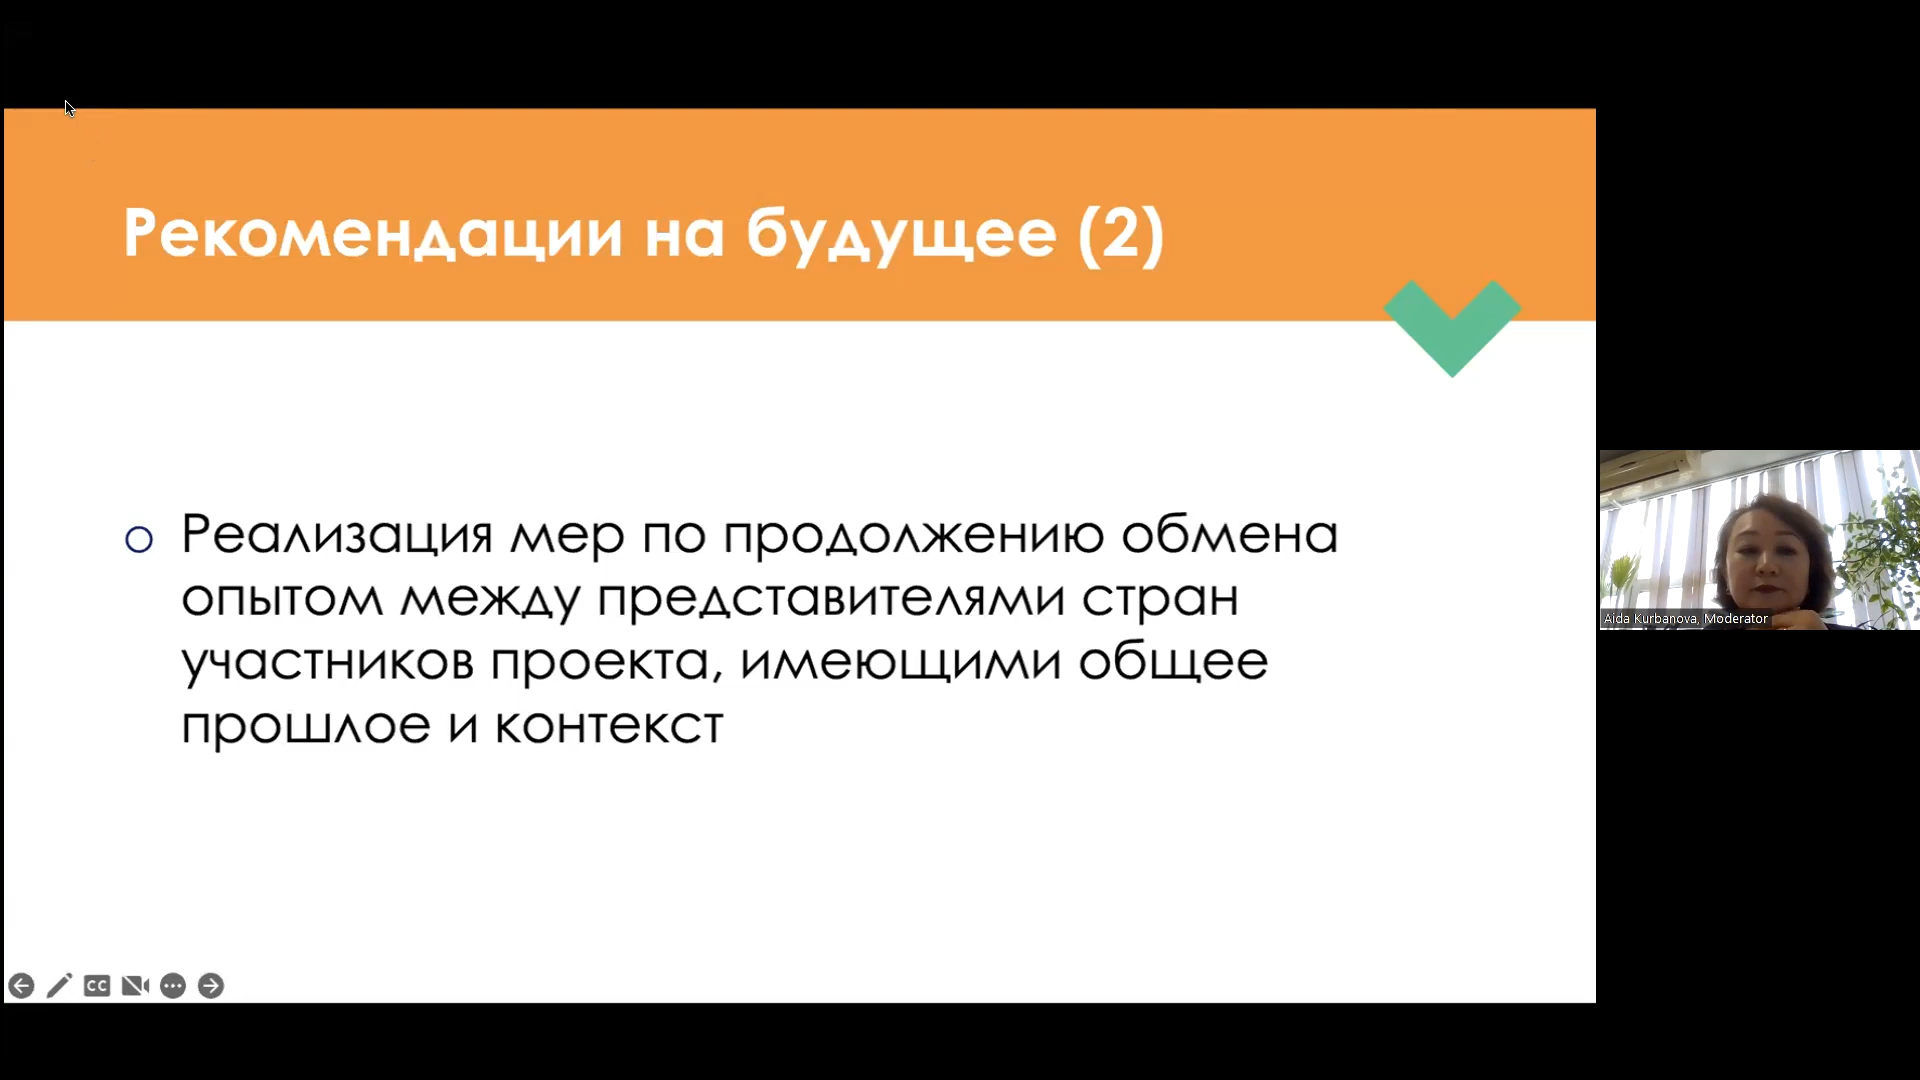 Рекомендации на будущее (2)
o Реализация мер по продолжению обмена
опытом между представителями стран
участников проекта, имеющими общее
прошлое и контекст
CC
Aida Kurbanova, Moderator